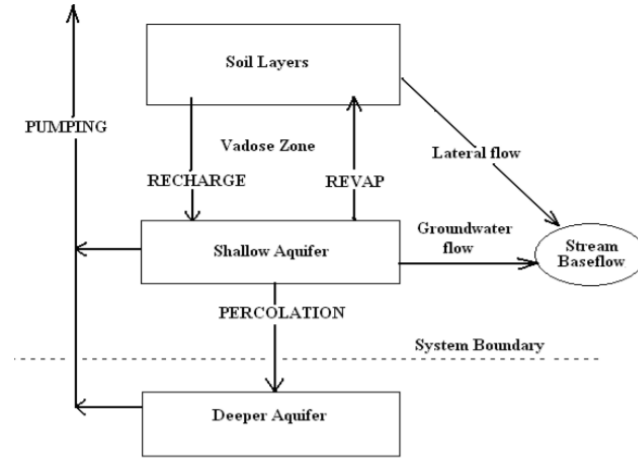 Soil Layers
PUMPING
Vadose Zone
Lateral flow
RECHARGE
REVAP
Groundwater
flow
Shallow Aquifer
Stream
Baseflow
PERCOLATION
System Boundary
Deeper Aquifer